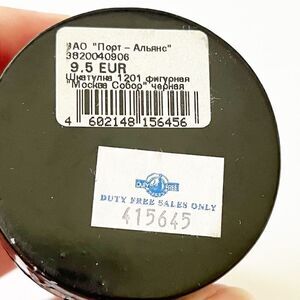 ЗАО "Порт – Альянс"
3820040906
9.5 EUR
Шкатулка 1201 фигурная
"Москва Собор" черная
4 602148 156456
DUTY FREE
DUTY FREE SALES ONLY
415645